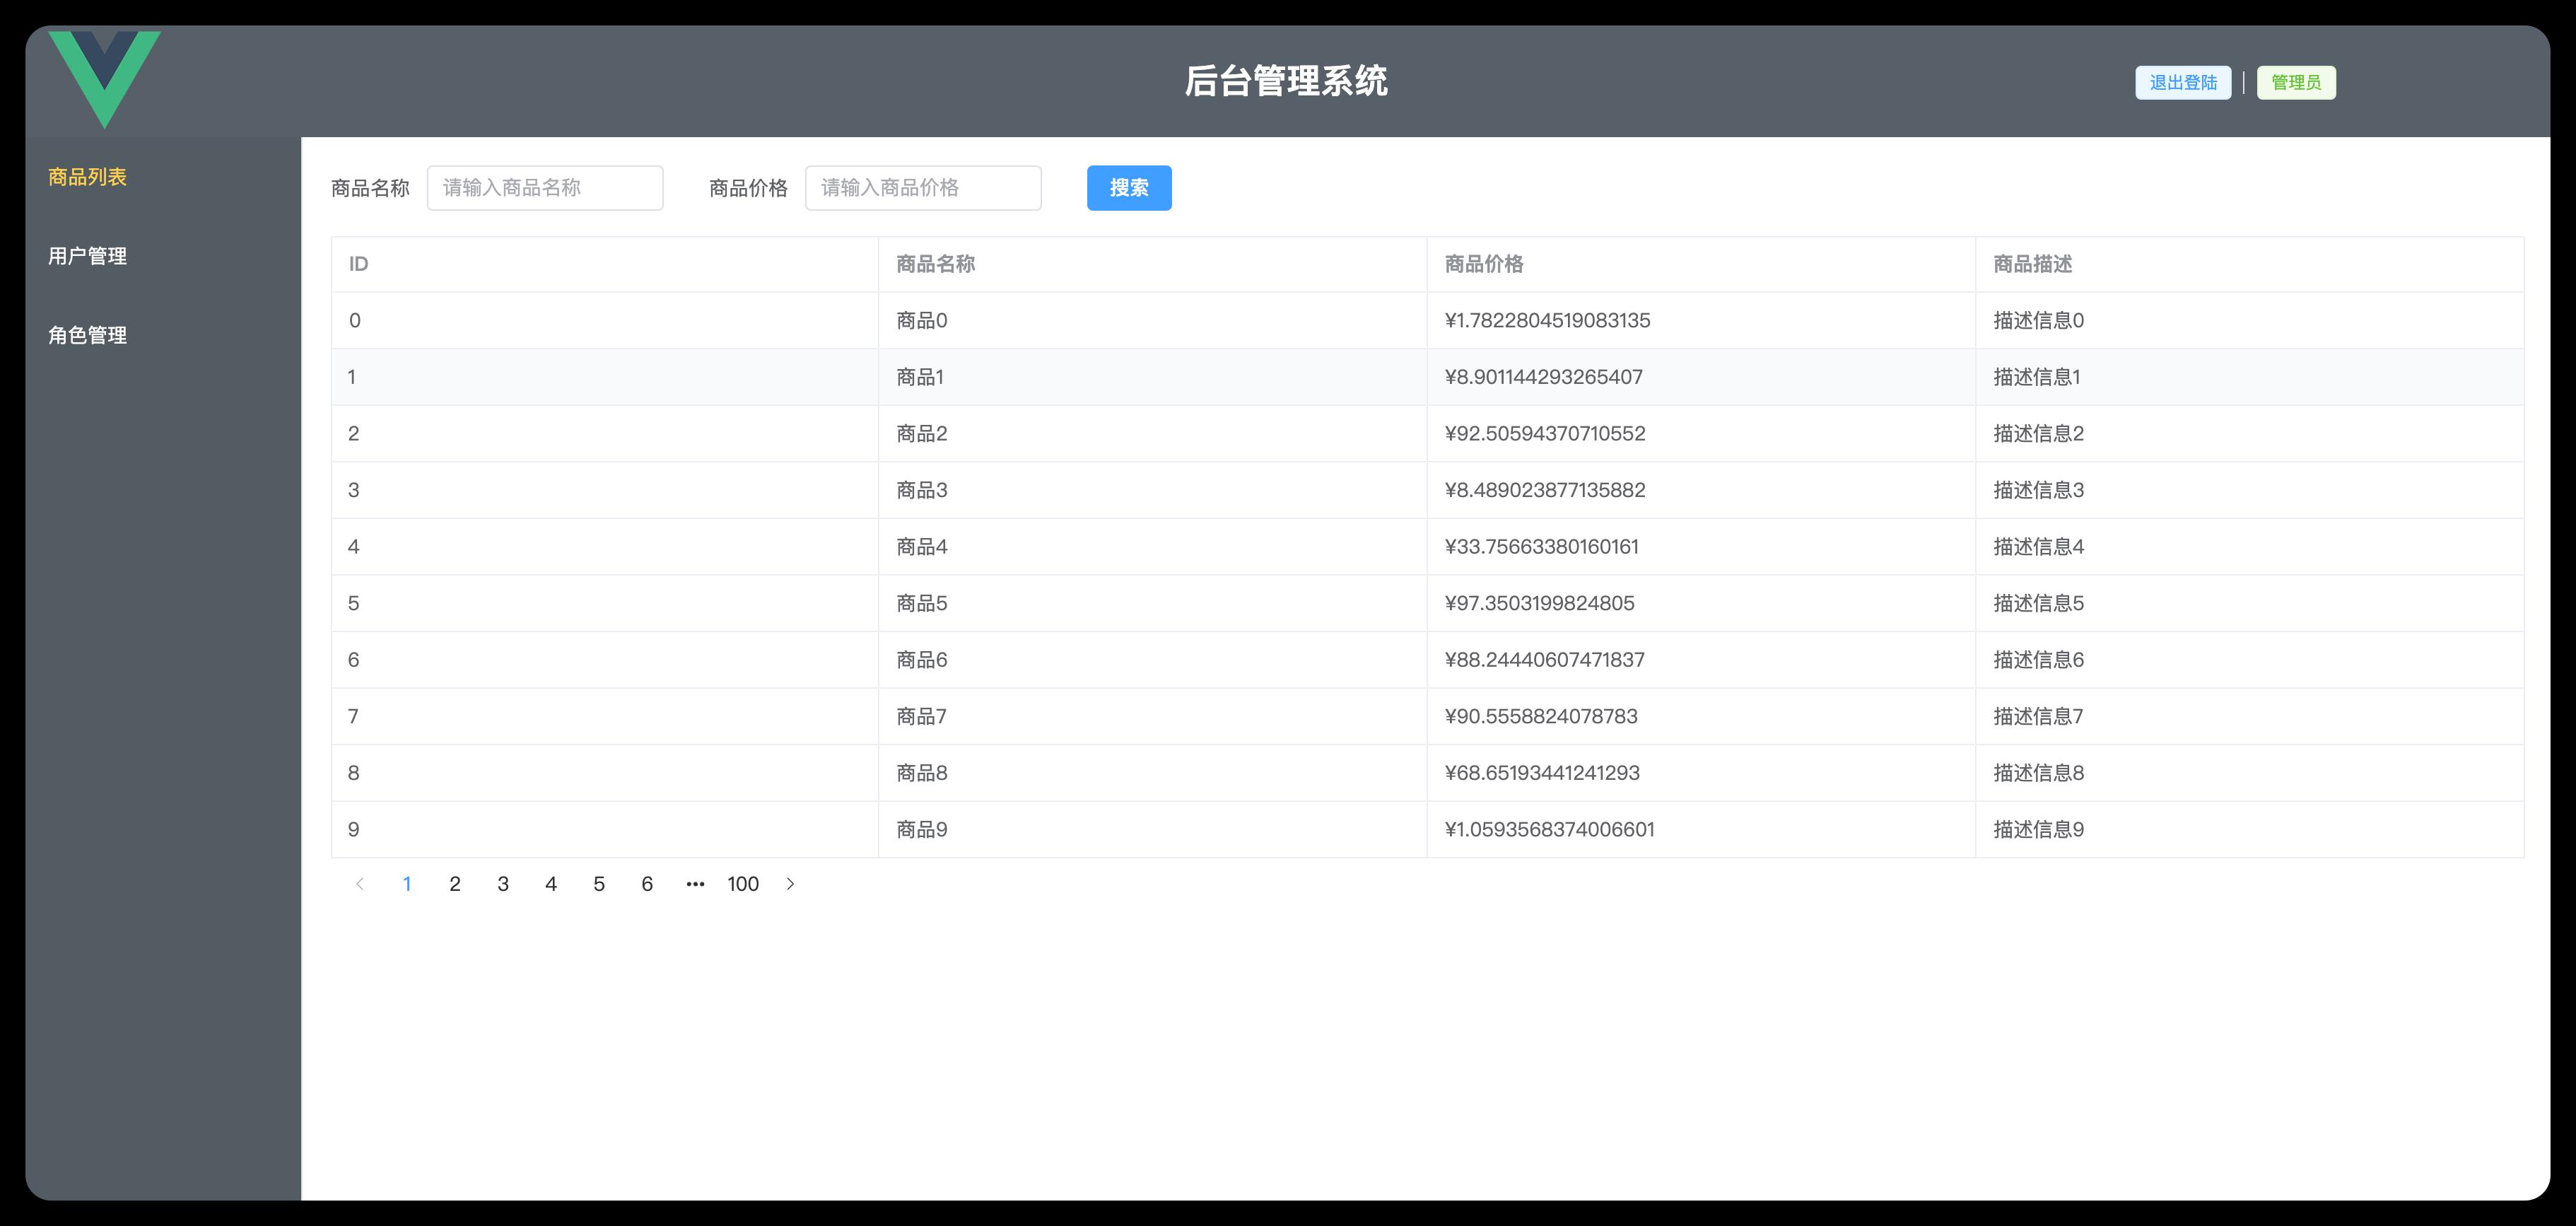 后台管理系统
退出登陆 | 管理员
商品列表
用户管理
角色管理
商品名称 请输入商品名称 商品价格 请输入商品价格 搜索
ID 商品名称 商品价格 商品描述
0 商品0 ¥1.7822804519083135 描述信息0
1 商品1 ¥8.901144293265407 描述信息1
2 商品2 ¥92.50594370710552 描述信息2
3 商品3 ¥8.489023877135882 描述信息3
4 商品4 ¥33.75663380160161 描述信息4
5 商品5 ¥97.3503199824805 描述信息5
6 商品6 ¥88.24440607471837 描述信息6
7 商品7 ¥90.5558824078783 描述信息7
8 商品8 ¥68.65193441241293 描述信息8
9 商品9 ¥1.0593568374006601 描述信息9
1 2 3 4 5 6 ••• 100